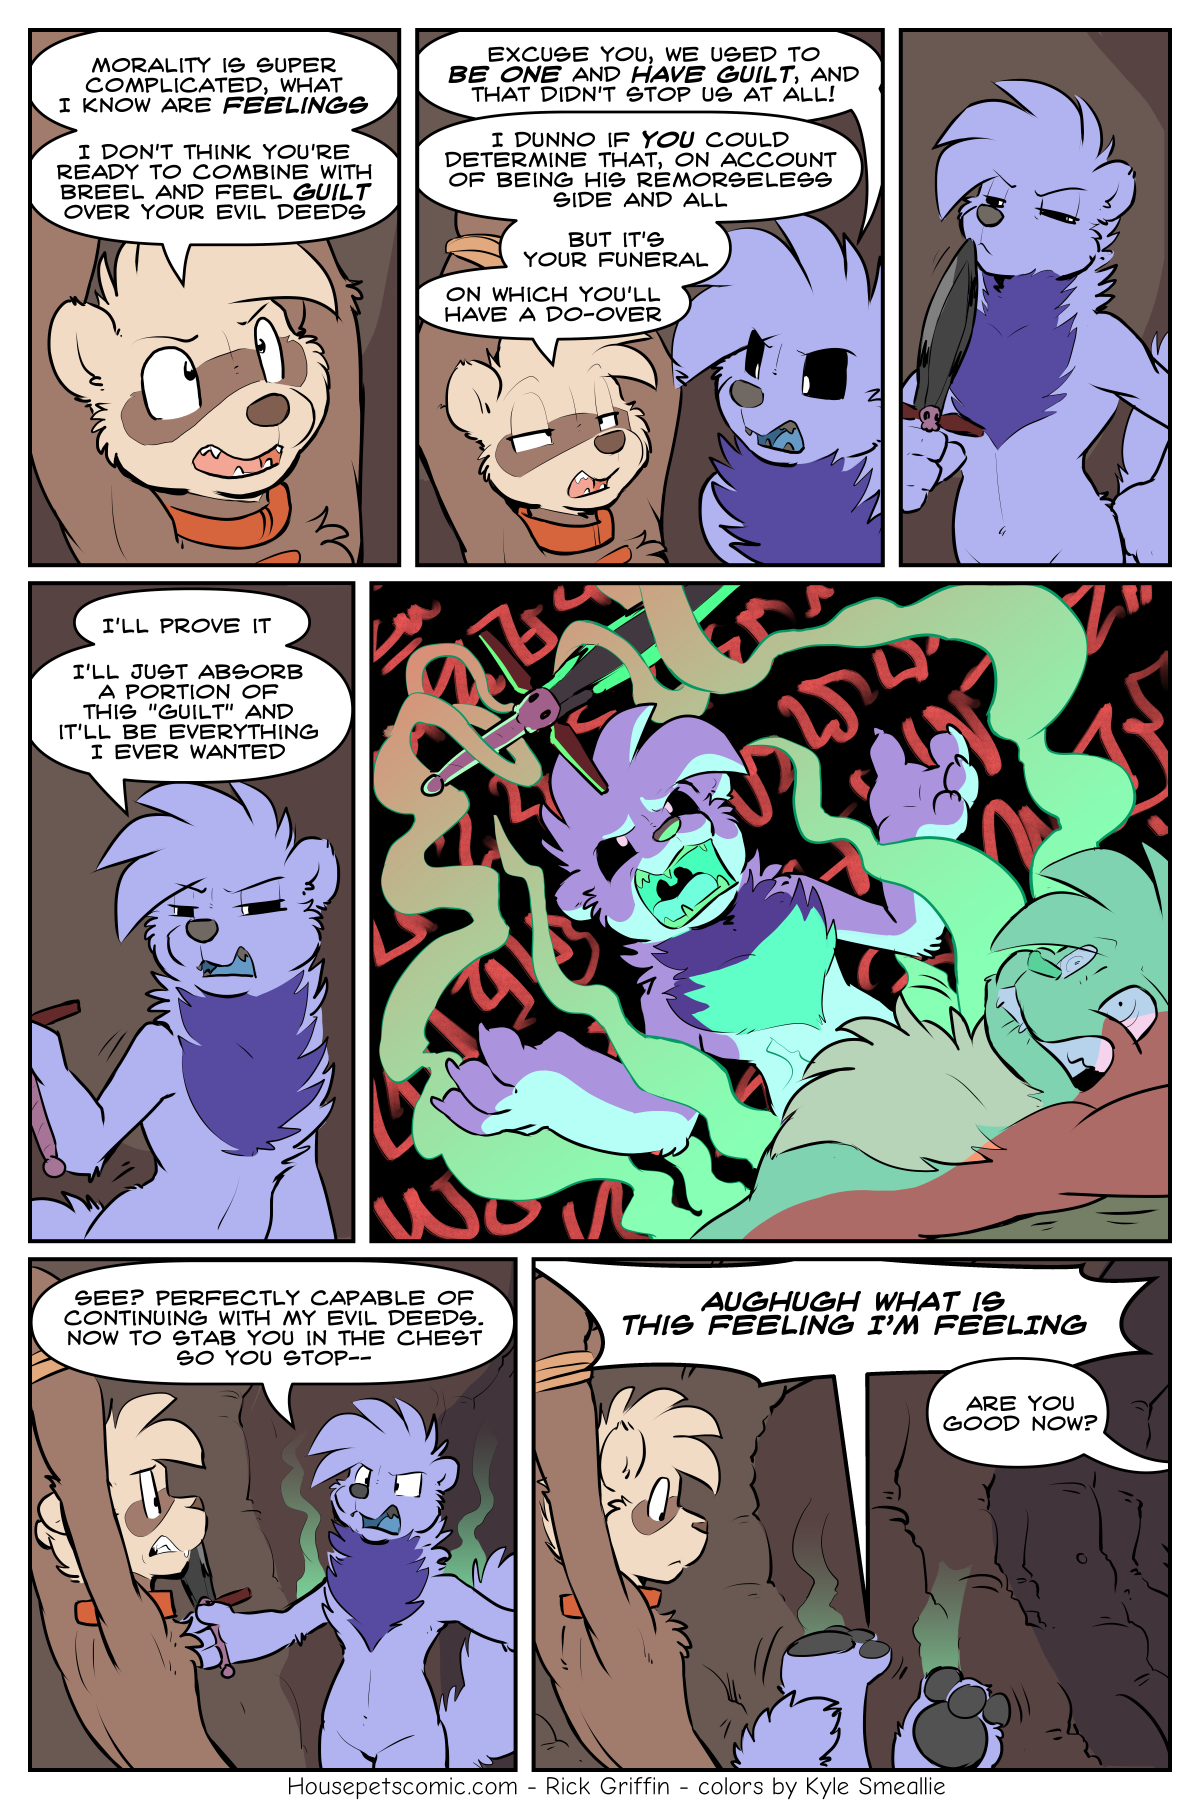 MORALITY IS SUPER
COMPLICATED, WHAT
I KNOW ARE FEELINGS
I DON'T THINK YOU'RE
READY TO COMBINE WITH
BREEL AND FEEL GUILT
OVER YOUR EVIL DEEDS
EXCUSE YOU, WE USED TO
BE ONE AND HAVE GUILT, AND
THAT DIDN'T STOP US AT ALL!
I DUNNO IF YOU COULD
DETERMINE THAT, ON ACCOUNT
OF BEING HIS REMORSELESS
SIDE AND ALL
BUT IT'S
YOUR FUNERAL
ON WHICH YOU'LL
HAVE A DO-OVER
I'LL PROVE IT
I'LL JUST ABSORB
A PORTION OF
THIS "GUILT" AND
IT'LL BE EVERYTHING
I EVER WANTED
SEE? PERFECTLY CAPABLE OF
CONTINUING WITH MY EVIL DEEDS.
NOW TO STAB YOU IN THE CHEST
SO YOU STOP--
AUGHUGH WHAT IS
THIS FEELING I'M FEELING
ARE YOU
GOOD NOW?
Housepetscomic.com - Rick Griffin - colors by Kyle Smeallie